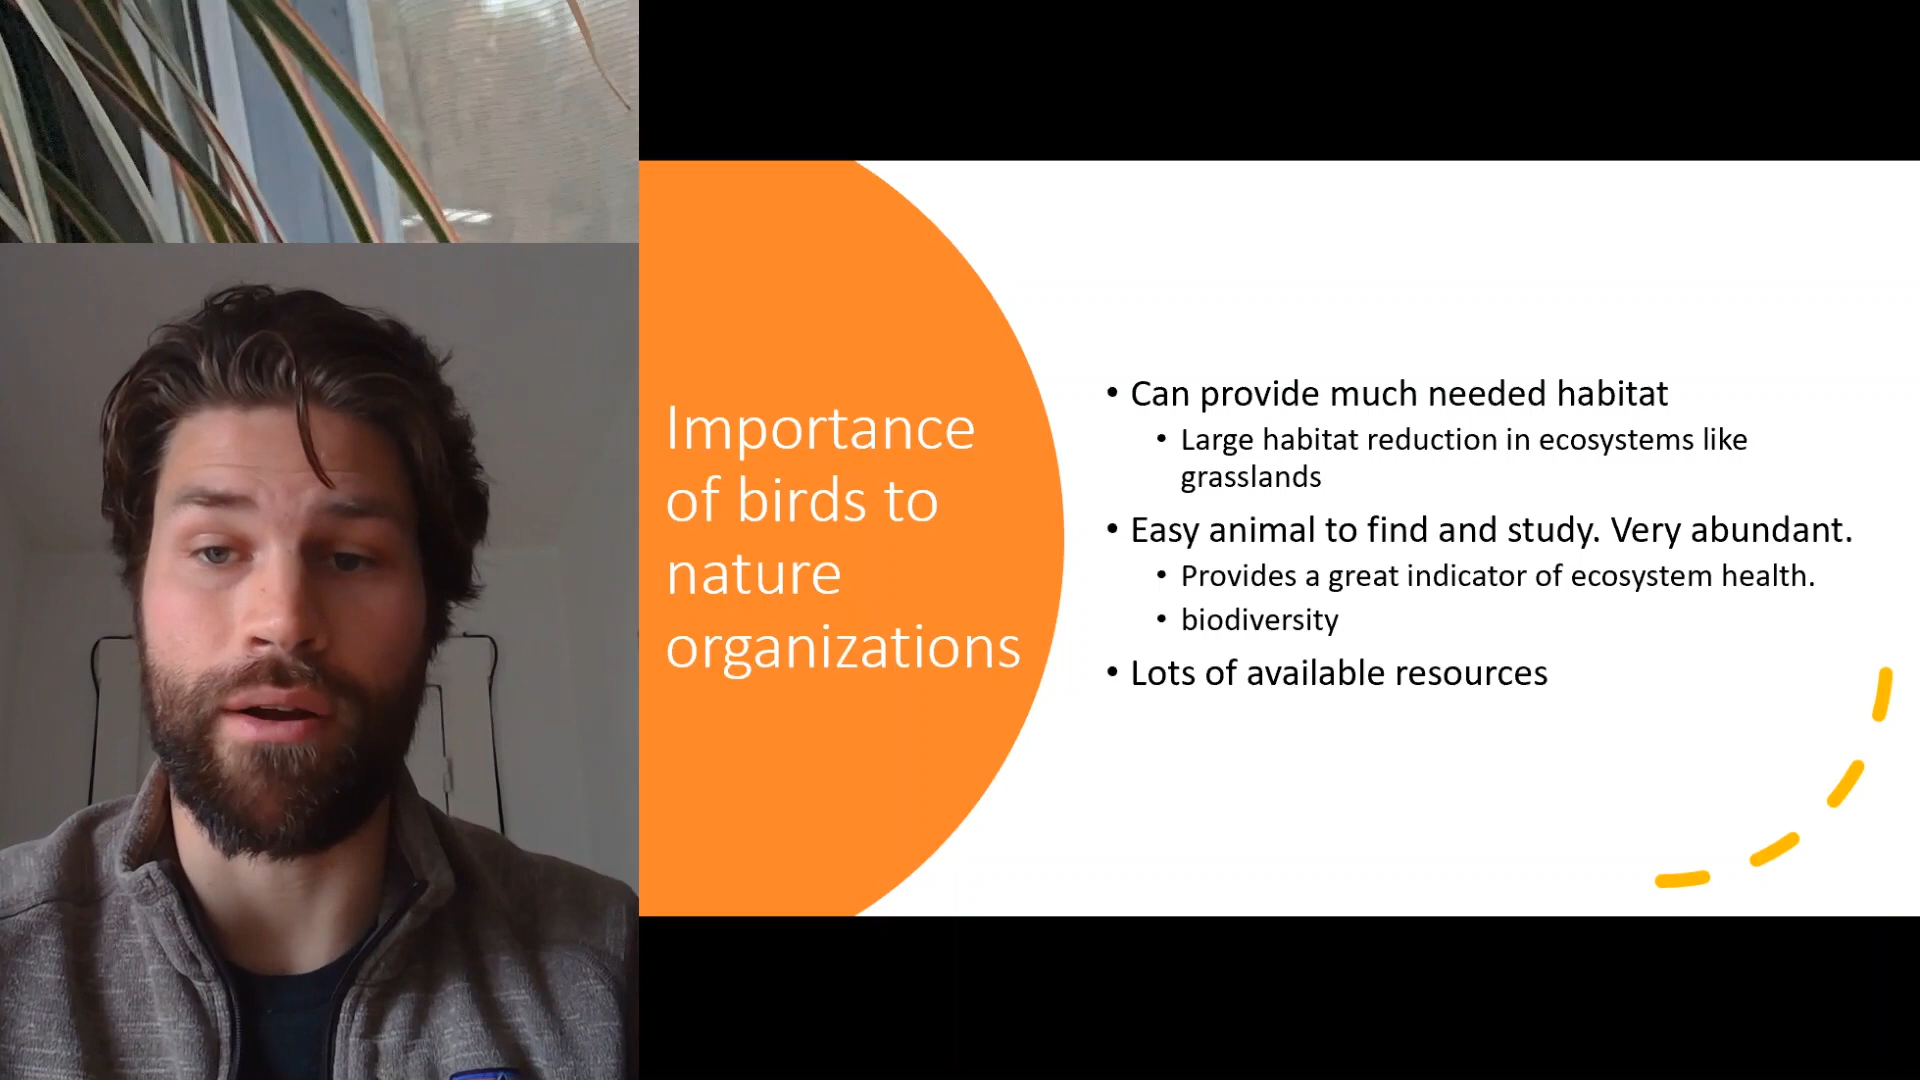 Importance
of birds to
nature
organizations
• Can provide much needed habitat
• Large habitat reduction in ecosystems like
grasslands
• Easy animal to find and study. Very abundant.
• Provides a great indicator of ecosystem health.
• biodiversity
• Lots of available resources